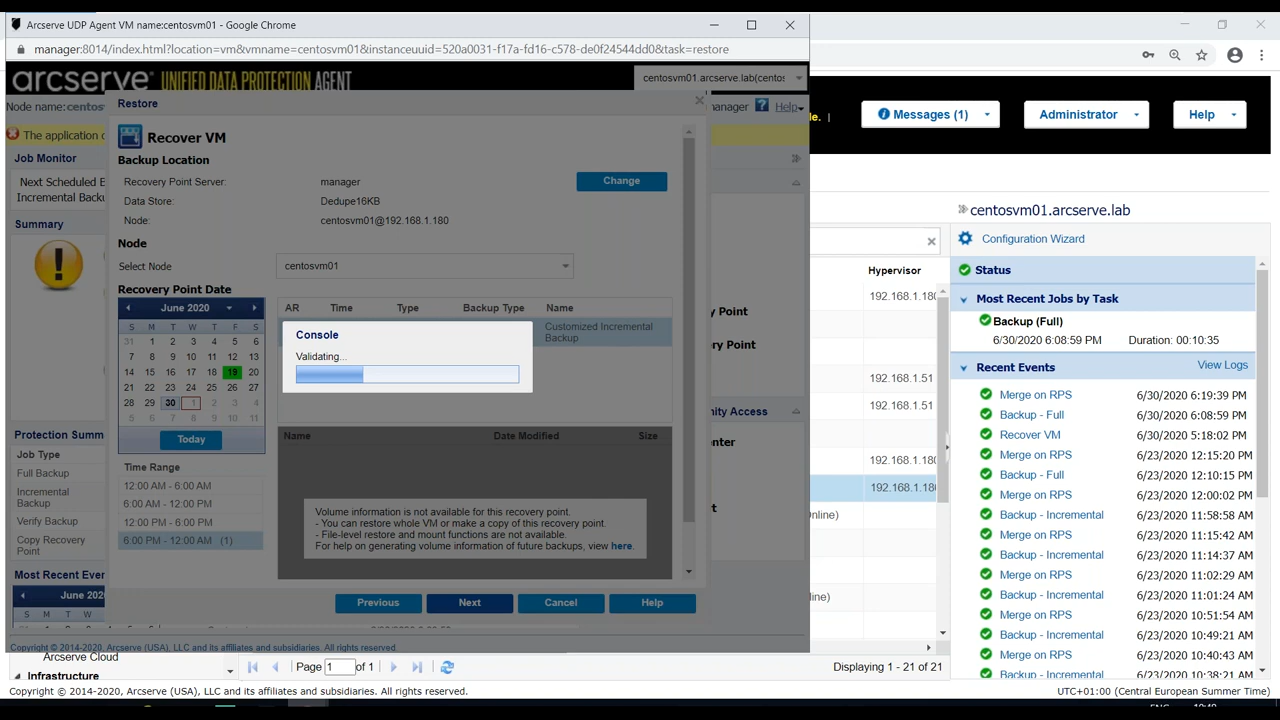 Arcserve UDP Agent VM name:centosvm01 - Google Chrome
manager:8014/index.html?location=vm&vmname=centosvm01&instanceuuid=520a0031-f17a-fd16-c578-de0f24544dd0&task=restore
arcserve® UNIFIED DATA PROTECTION AGENT
centosvm01.arcserve.lab(centos
Node name:centos
Restore
manager
Help
The application c
Job Monitor
Next Scheduled E
Incremental Backu
Summary
Recover VM
Backup Location
Recovery Point Server:
manager
Change
Data Store:
Dedupe16KB
Node:
centosvm01@192.168.1.180
Node
Select Node
centosvm01
Recovery Point Date
June 2020
S M T W T F S
31 1 2 3 4 5 6
7 8 9 10 11 12 13
14 15 16 17 18 19 20
21 22 23 24 25 26 27
28 29 30 1 2 3 4
5 6 7 8 9 10 11
Today
Time Range
12:00 AM - 6:00 AM
6:00 AM - 12:00 PM
12:00 PM - 6:00 PM
6:00 PM - 12:00 AM (1)
AR Time Type Backup Type Name
Customized Incremental
Backup
Console
Validating...
Name Date Modified Size
Volume information is not available for this recovery point.
- You can restore whole VM or make a copy of this recovery point.
- File-level restore and mount functions are not available.
For help on generating volume information of future backups, view here.
Previous
Next
Cancel
Help
Protection Summ
Job Type
Full Backup
Incremental
Backup
Verify Backup
Copy Recovery
Point
Most Recent Ever
June 202
S M T
ry Point
ry Point
nity Access
enter
rt
Copyright © 2014-2020, Arcserve (USA), LLC and its affiliates and subsidiaries. All rights reserved.
Arcserve Cloud
Infrastructure
Page 1 of 1
Displaying 1 - 21 of 21
Copyright © 2014-2020, Arcserve (USA), LLC and its affiliates and subsidiaries. All rights reserved.
UTC+01:00 (Central European Summer Time)
le. |
Messages (1)
Administrator
Help
centosvm01.arcserve.lab
Hypervisor
192.168.1.180
192.168.1.51
192.168.1.51
192.168.1.180
192.168.1.180
Online)
line)
Configuration Wizard
Status
Most Recent Jobs by Task
Backup (Full)
6/30/2020 6:08:59 PM Duration: 00:10:35
Recent Events
View Logs
Merge on RPS 6/30/2020 6:19:39 PM
Backup - Full 6/30/2020 6:08:59 PM
Recover VM 6/30/2020 5:18:02 PM
Merge on RPS 6/23/2020 12:15:20 PM
Backup - Full 6/23/2020 12:10:15 PM
Merge on RPS 6/23/2020 12:00:02 PM
Backup - Incremental 6/23/2020 11:58:58 AM
Merge on RPS 6/23/2020 11:15:42 AM
Backup - Incremental 6/23/2020 11:14:37 AM
Merge on RPS 6/23/2020 11:02:29 AM
Backup - Incremental 6/23/2020 11:01:24 AM
Merge on RPS 6/23/2020 10:51:54 AM
Backup - Incremental 6/23/2020 10:49:21 AM
Merge on RPS 6/23/2020 10:40:43 AM
Backup - Incremental 6/23/2020 10:38:21 AM